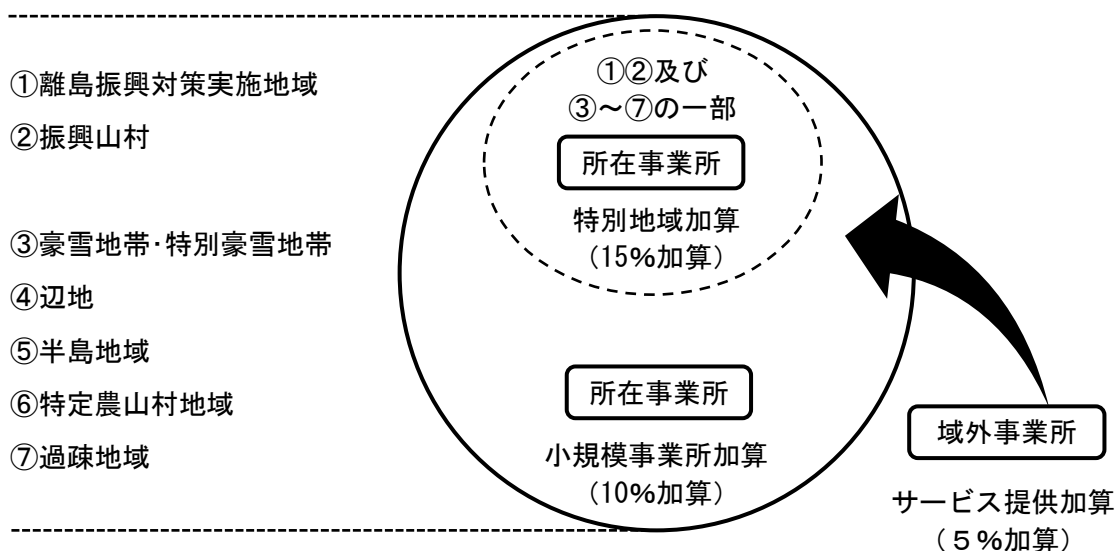 ①離島振興対策実施地域
②振興山村
③豪雪地帯・特別豪雪地帯
④辺地
⑤半島地域
⑥特定農山村地域
⑦過疎地域
①②及び
③～⑦の一部
所在事業所
特別地域加算
（15％加算）
所在事業所
小規模事業所加算
（10％加算）
域外事業所
サービス提供加算
（５％加算）